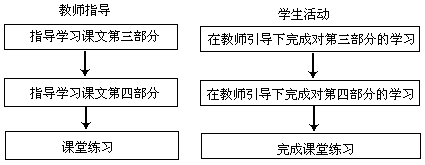 教师指导
指导学习课文第三部分
指导学习课文第四部分
课堂练习
学生活动
在教师引导下完成对第三部分的学习
在教师引导下完成对第四部分的学习
完成课堂练习